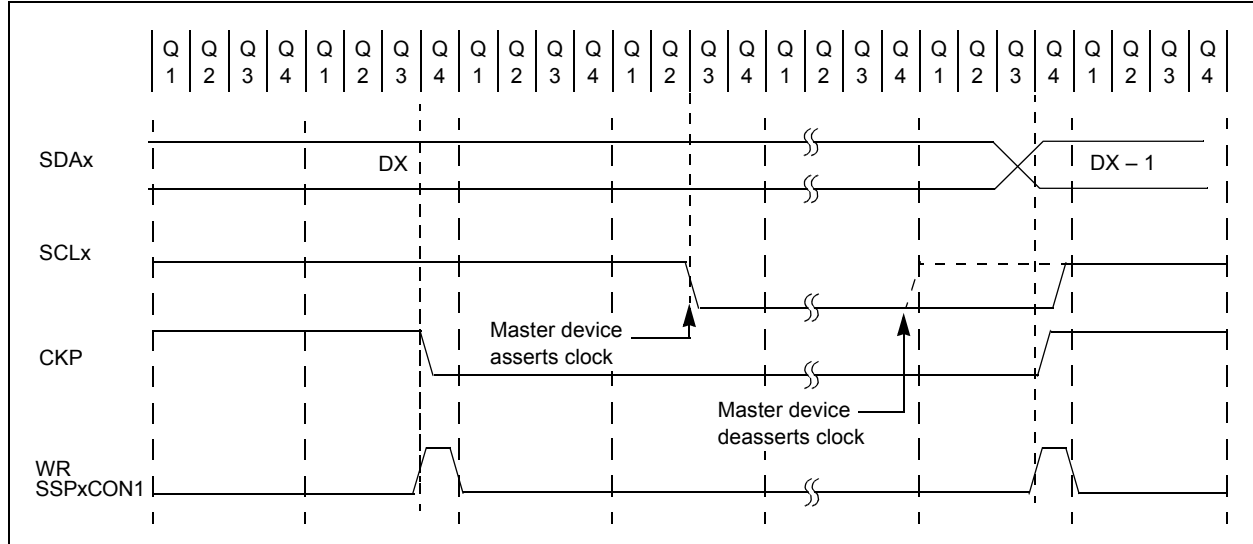 Q Q Q Q Q Q Q Q Q Q Q Q Q Q Q Q Q Q Q Q Q Q Q Q Q Q Q Q
1 2 3 4 1 2 3 4 1 2 3 4 1 2 3 4 1 2 3 4 1 2 3 4 1 2 3 4
SDAx
DX
DX – 1
SCLx
Master device
asserts clock
CKP
Master device
deasserts clock
WR
SSPxCON1